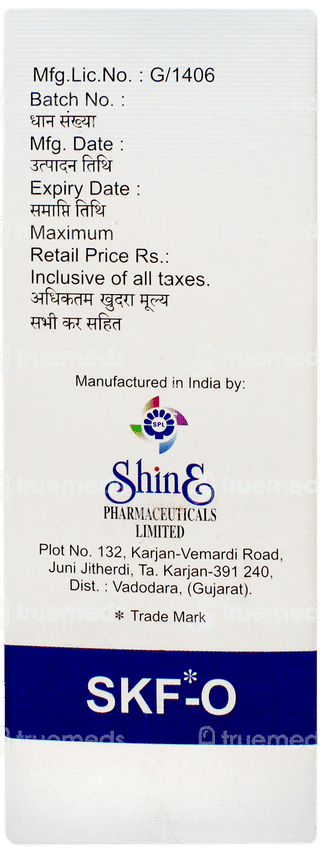 Mfg.Lic.No. : G/1406
Batch No. :
धान संख्या
Mfg. Date :
उत्पादन तिथि
Expiry Date :
समाप्ति तिथि
Maximum
Retail Price Rs.:
Inclusive of all taxes.
अधिकतम खुदरा मूल्य
सभी कर सहित
Manufactured in India by:
SPL
ShinE
PHARMACEUTICALS
LIMITED
Plot No. 132, Karjan-Vemardi Road,
Juni Jitherdi, Ta. Karjan-391 240,
Dist. : Vadodara, (Gujarat).
* Trade Mark
SKF*-O
truemeds